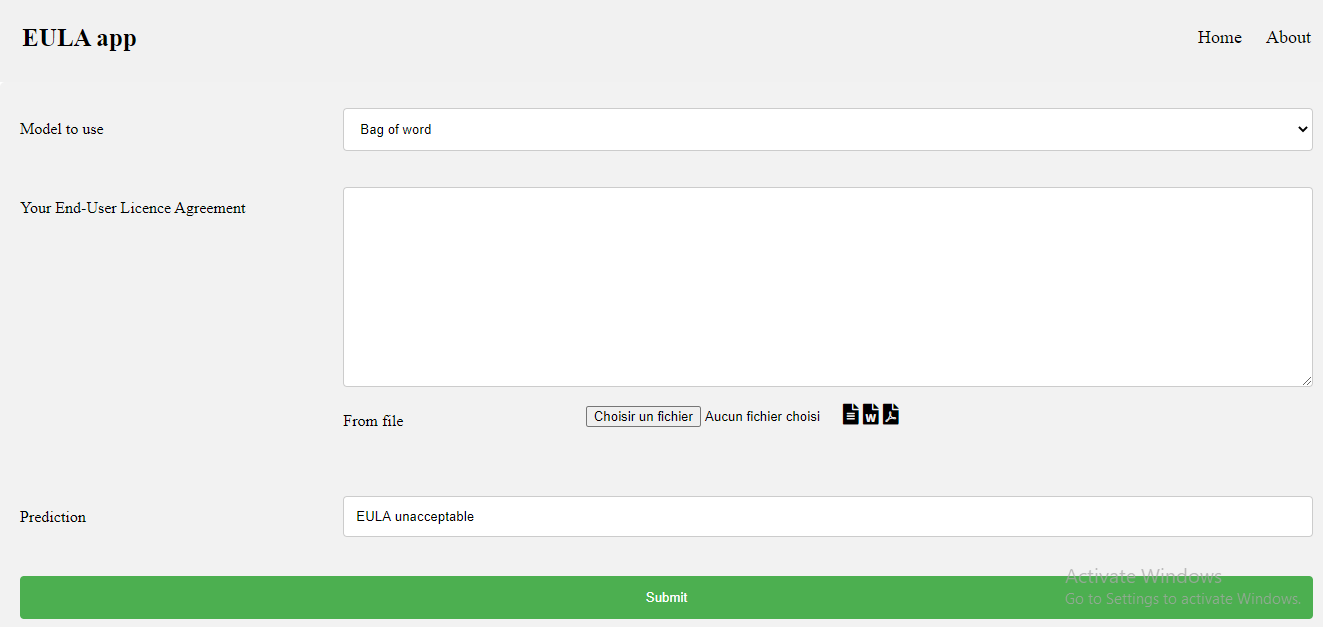 EULA app
Home About
Model to use
Bag of word
Your End-User Licence Agreement
From file
Choisir un fichier Aucun fichier choisi
W
Prediction
EULA unacceptable
Activate Windows
Submit
Go to Settings to activate Windows.